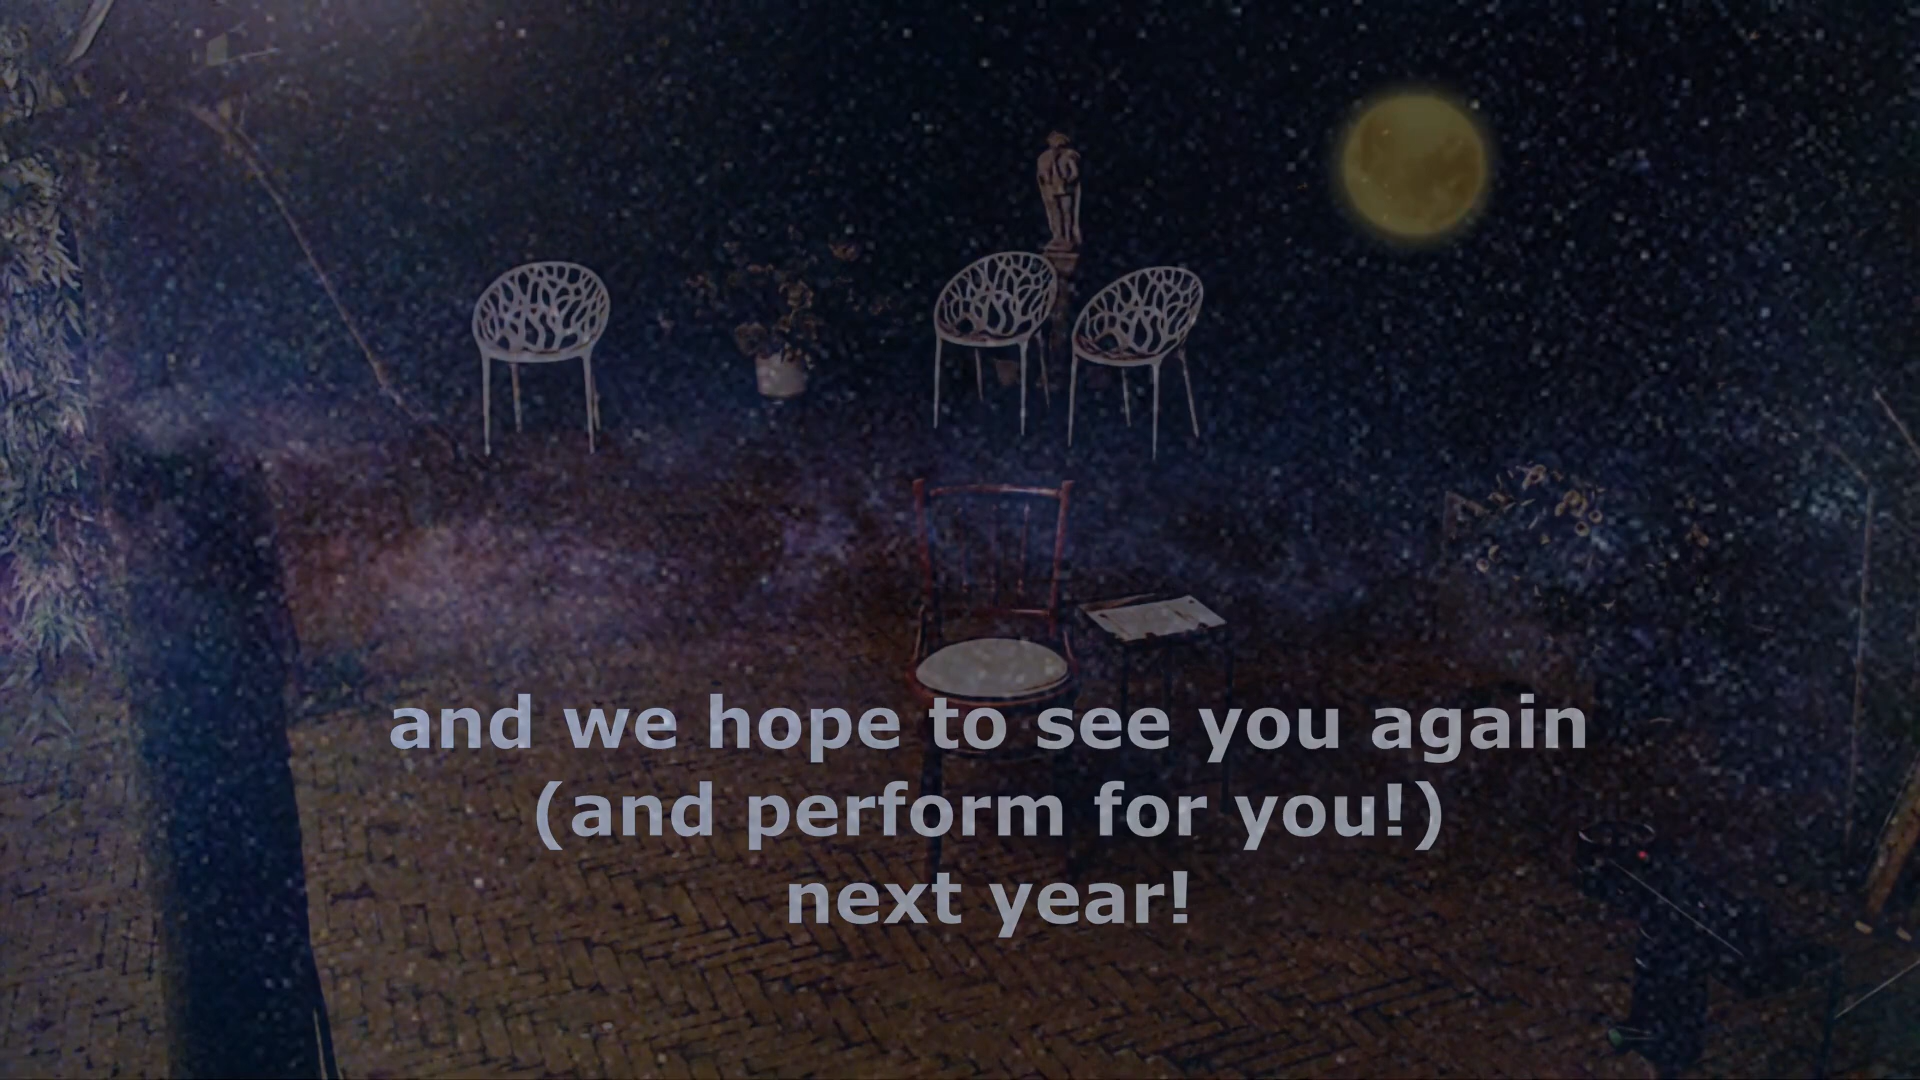 and we hope to see you again
(and perform for you!)
next year!